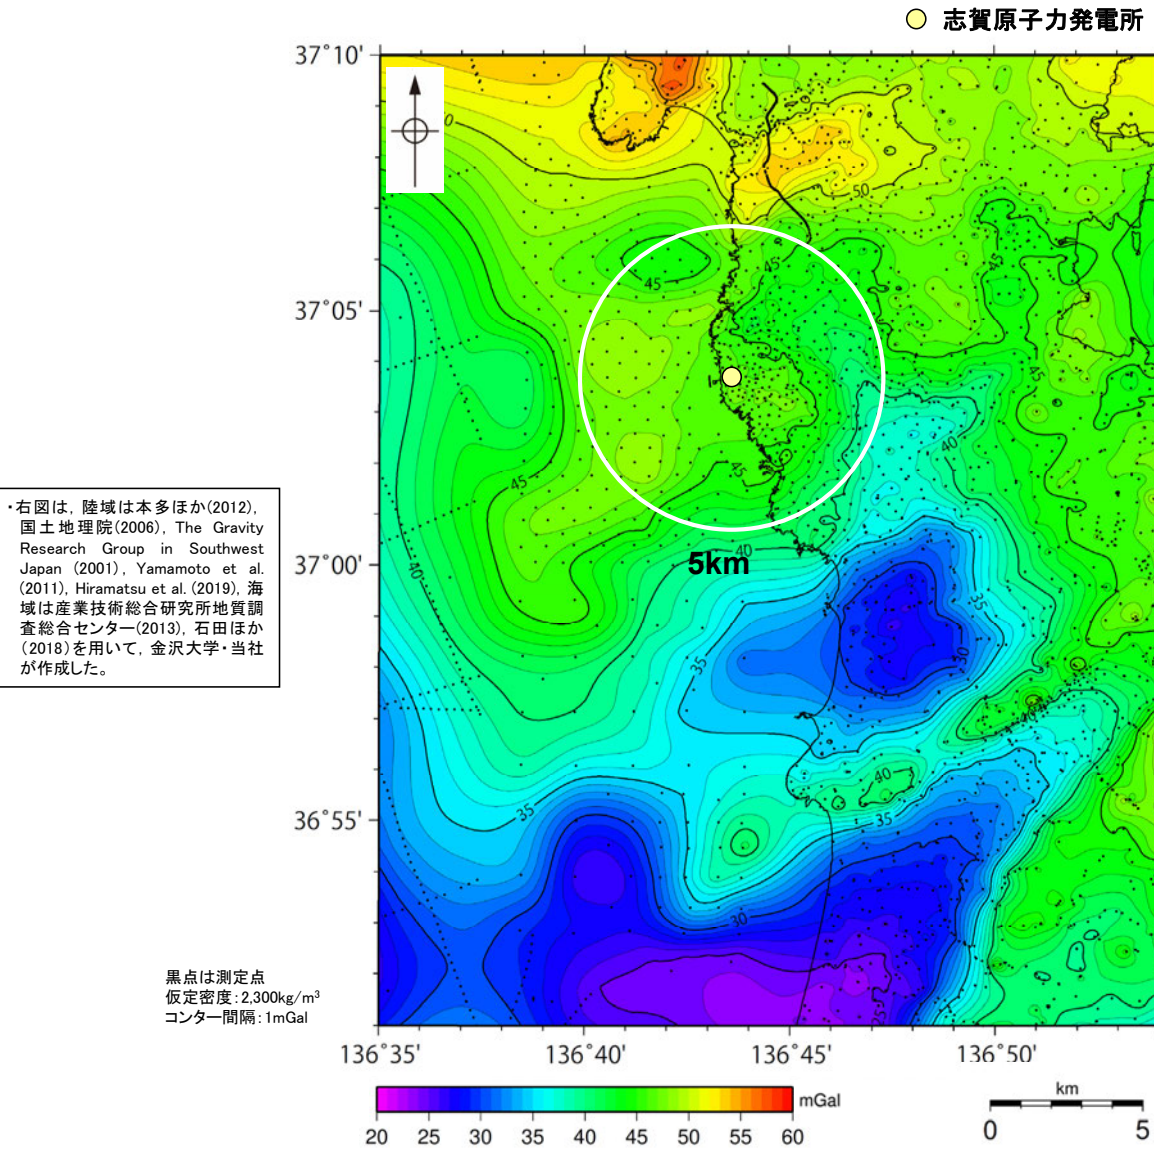 志賀原子力発電所
37°10'
50
50
45
45
45
45
37°05'
40
45
45
・右図は，陸域は本多ほか(2012),
国土地理院(2006), The Gravity
Research Group in Southwest
Japan (2001), Yamamoto et al.
(2011), Hiramatsu et al. (2019), 海
域は産業技術総合研究所地質調
査総合センター(2013), 石田ほか
(2018)を用いて，金沢大学・当社
が作成した。
40
5km
37°00'
40
35
35
30
40
40
35
35
36°55'
30
25
黒点は測定点
仮定密度：2,300kg/m³
コンター間隔：1mGal
136°35'
136°40'
136°45'
136°50'
mGal
20
25
30
35
40
45
50
55
60
km
0
5